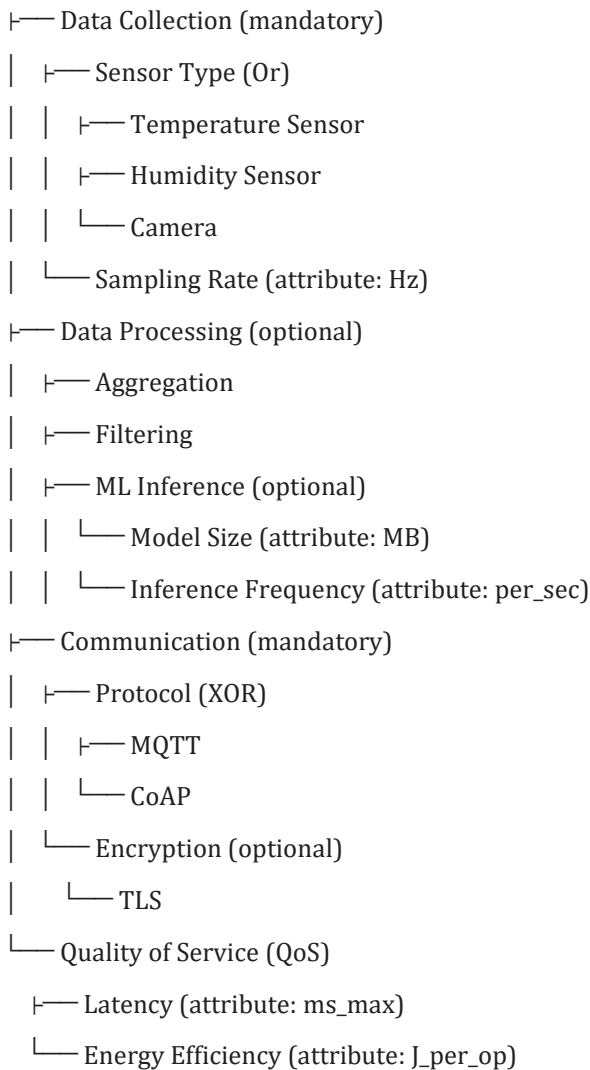 ├── Data Collection (mandatory)
│ ├── Sensor Type (Or)
│ │ ├── Temperature Sensor
│ │ ├── Humidity Sensor
│ │ └── Camera
│ └── Sampling Rate (attribute: Hz)
├── Data Processing (optional)
│ ├── Aggregation
│ ├── Filtering
│ ├── ML Inference (optional)
│ │ └── Model Size (attribute: MB)
│ │ └── Inference Frequency (attribute: per_sec)
├── Communication (mandatory)
│ ├── Protocol (XOR)
│ │ ├── MQTT
│ │ └── CoAP
│ └── Encryption (optional)
│ └── TLS
└── Quality of Service (QoS)
├── Latency (attribute: ms_max)
└── Energy Efficiency (attribute: J_per_op)